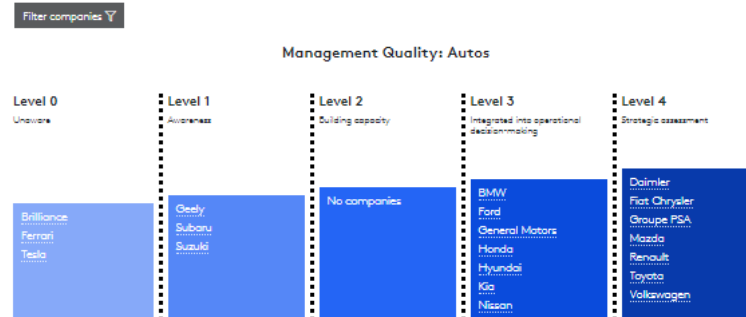 Filter companies
Management Quality: Autos
Level 0
Unaware
Brilliance
Ferrari
Tesla
Level 1
Awareness
Geely
Subaru
Suzuki
Level 2
Building capacity
No companies
Level 3
Integrated into operational
decision-making
BMW
Ford
General Motors
Honda
Hyundai
Kia
Nissan
Level 4
Strategic assessment
Daimler
Fiat Chrysler
Groupe PSA
Mazda
Renault
Toyota
Volkswagen